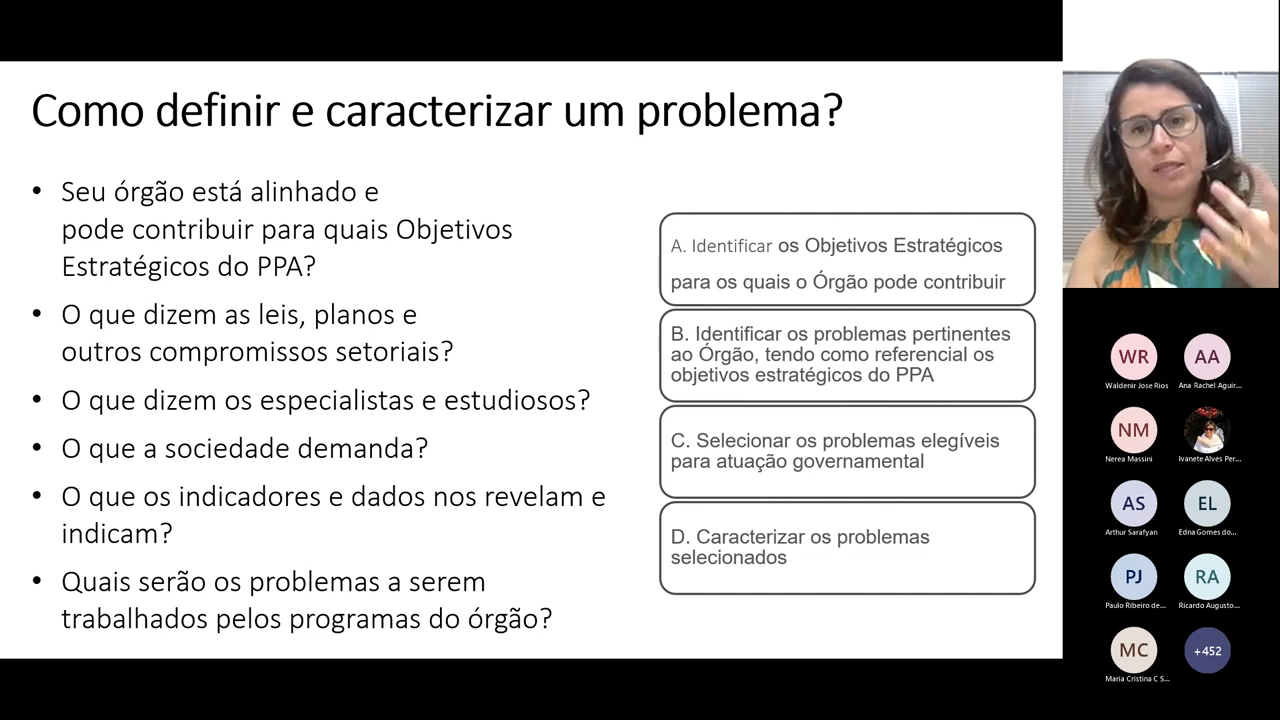 Como definir e caracterizar um problema?
• Seu órgão está alinhado e
pode contribuir para quais Objetivos
Estratégicos do PPA?
• O que dizem as leis, planos e
outros compromissos setoriais?
• O que dizem os especialistas e estudiosos?
• O que a sociedade demanda?
• O que os indicadores e dados nos revelam e
indicam?
• Quais serão os problemas a serem
trabalhados pelos programas do órgão?
A. Identificar os Objetivos Estratégicos
para os quais o Órgão pode contribuir
B. Identificar os problemas pertinentes
ao Órgão, tendo como referencial os
objetivos estratégicos do PPA
C. Selecionar os problemas elegíveis
para atuação governamental
D. Caracterizar os problemas
selecionados
WR
Waldenir Jose Rios
AA
Ana Rachel Aguir...
NM
Nerea Massini
Ivanete Alves Per...
AS
Arthur Sarafyan
EL
Edna Gomes do...
PJ
Paulo Ribeiro de...
RA
Ricardo Augusto...
MC
Maria Cristina C S...
+452